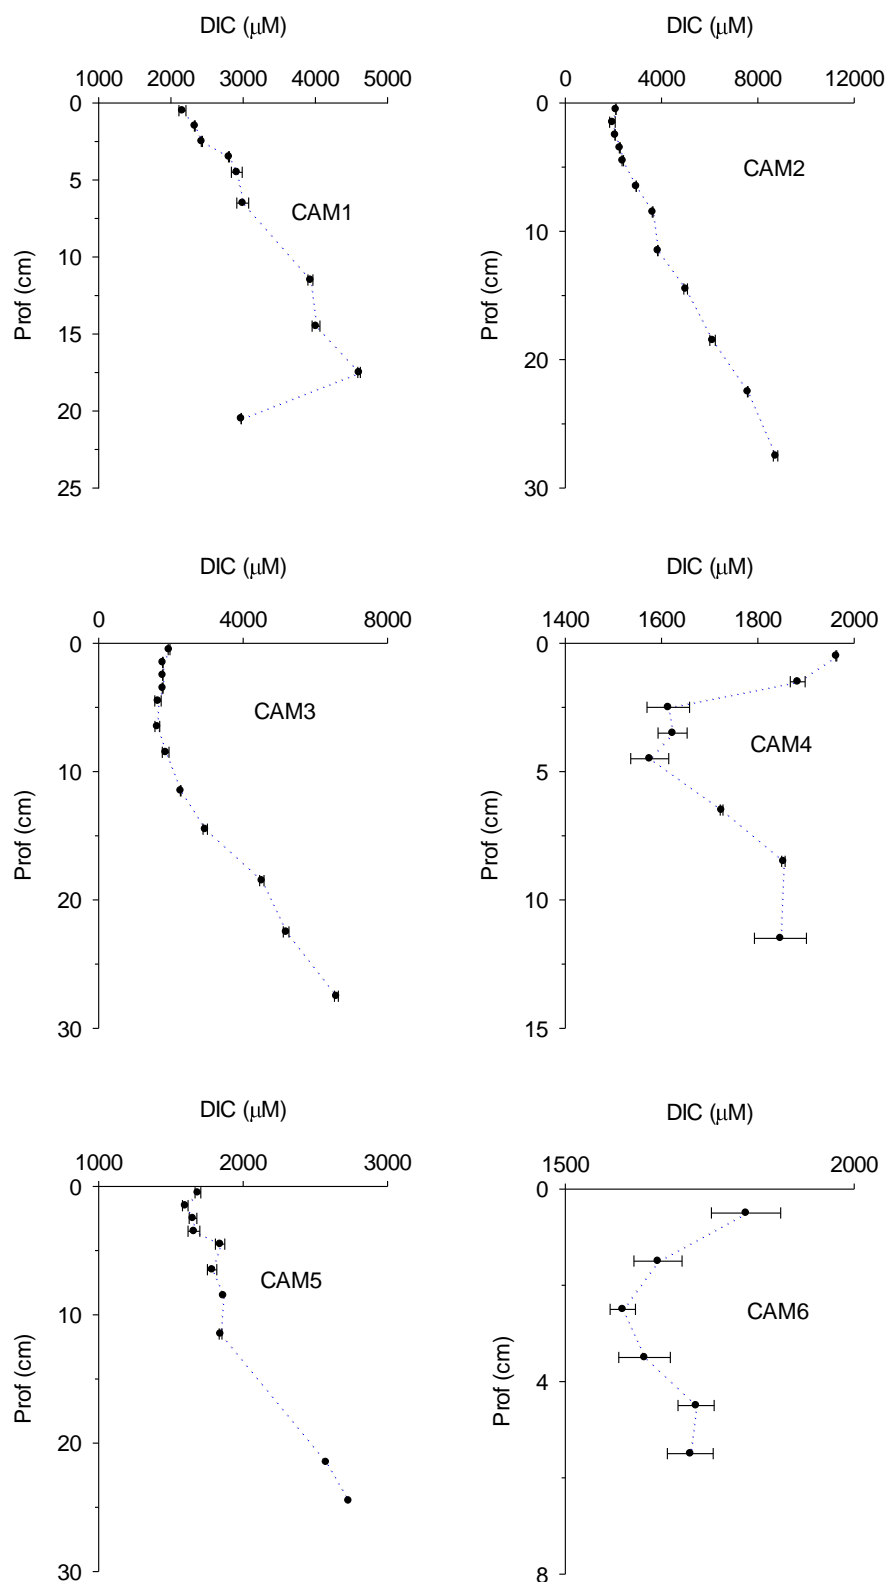 DIC (μM)
1000 2000 3000 4000 5000
0
5
10
15
20
25
Prof (cm)
CAM1
DIC (μM)
0 4000 8000 12000
0
10
20
30
Prof (cm)
CAM2
DIC (μM)
0 4000 8000
0
10
20
30
Prof (cm)
CAM3
DIC (μM)
1400 1600 1800 2000
0
5
10
15
Prof (cm)
CAM4
DIC (μM)
1000 2000 3000
0
10
20
30
Prof (cm)
CAM5
DIC (μM)
1500 2000
0
4
8
Prof (cm)
CAM6